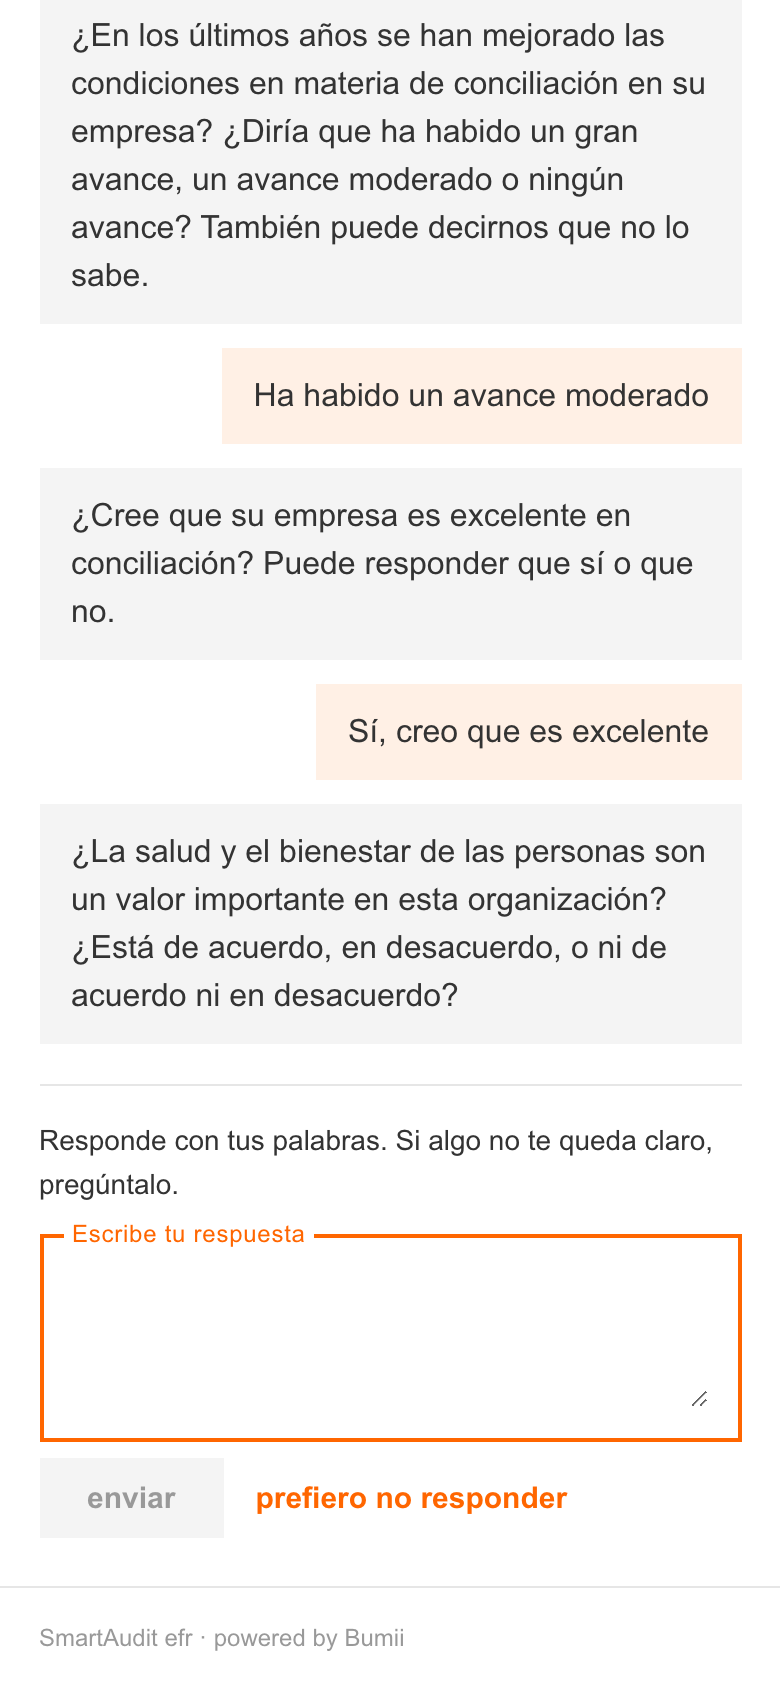 ¿En los últimos años se han mejorado las
condiciones en materia de conciliación en su
empresa? ¿Diría que ha habido un gran
avance, un avance moderado o ningún
avance? También puede decirnos que no lo
sabe.
Ha habido un avance moderado
¿Cree que su empresa es excelente en
conciliación? Puede responder que sí o que
no.
Sí, creo que es excelente
¿La salud y el bienestar de las personas son
un valor importante en esta organización?
¿Está de acuerdo, en desacuerdo, o ni de
acuerdo ni en desacuerdo?
Responde con tus palabras. Si algo no te queda claro,
pregúntalo.
Escribe tu respuesta
enviar prefiero no responder
SmartAudit efr · powered by Bumii